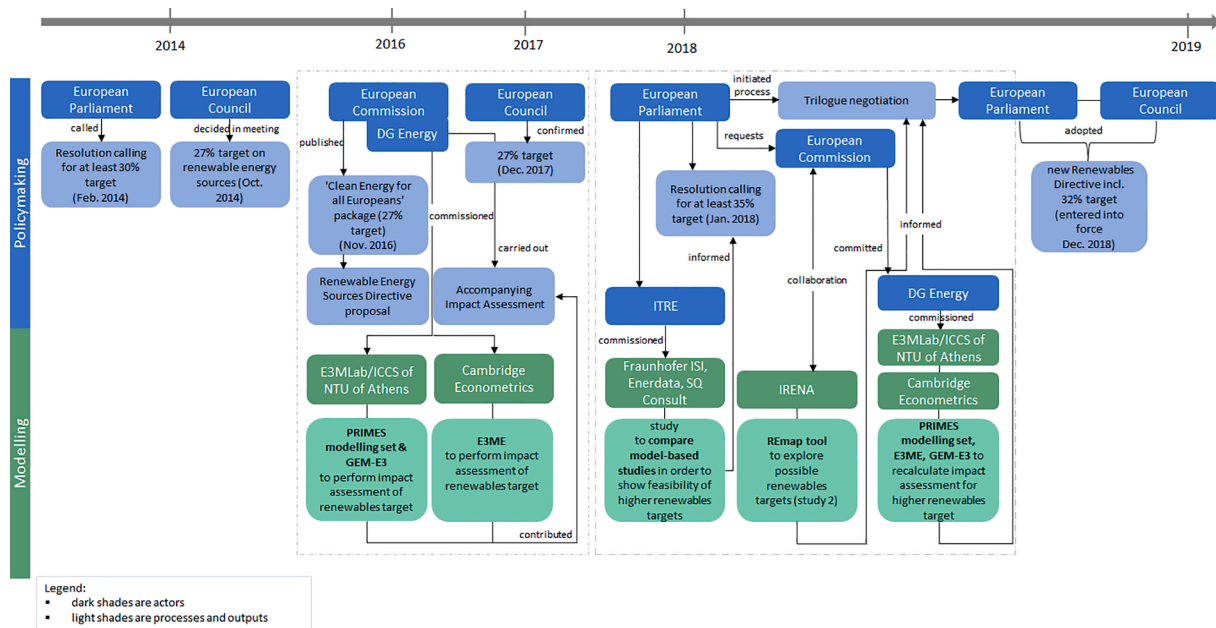 2014
2016
2017
2018
2019
Policymaking
Modelling
European
Parliament
called
Resolution calling
for at least 30%
target
(Feb. 2014)
European
Council
decided in meeting
27% target on
renewable energy
sources (Oct.
2014)
European
Commission
DG Energy
published
'Clean Energy for
all Europeans'
package (27%
target)
(Nov. 2016)
Renewable Energy
Sources Directive
proposal
commissioned
European
Council
confirmed
27% target
(Dec. 2017)
carried out
Accompanying
Impact Assessment
E3MLab/ICCS of
NTU of Athens
Cambridge
Econometrics
PRIMES
modelling set &
GEM-E3
to perform impact
assessment of
renewables target
E3ME
to perform impact
assessment of
renewables target
contributed
European
Parliament
initiated
process
requests
Trilogue negotiation
European
Commission
Resolution calling
for at least 35%
target (Jan. 2018)
informed
collaboration
committed
informed
ITRE
commissioned
Fraunhofer ISI,
Enerdata, SQ
Consult
study
to compare
model-based
studies in order to
show feasibility of
higher renewables
targets
IRENA
REmap tool
to explore
possible
renewables
targets (study 2)
DG Energy
commissioned
E3MLab/ICCS of
NTU of Athens
Cambridge
Econometrics
PRIMES
modelling set,
E3ME, GEM-E3 to
recalculate impact
assessment for
higher renewables
target
European
Parliament
European
Council
adopted
new Renewables
Directive incl.
32% target
(entered into
force
Dec. 2018)
Legend:
▪ dark shades are actors
▪ light shades are processes and outputs